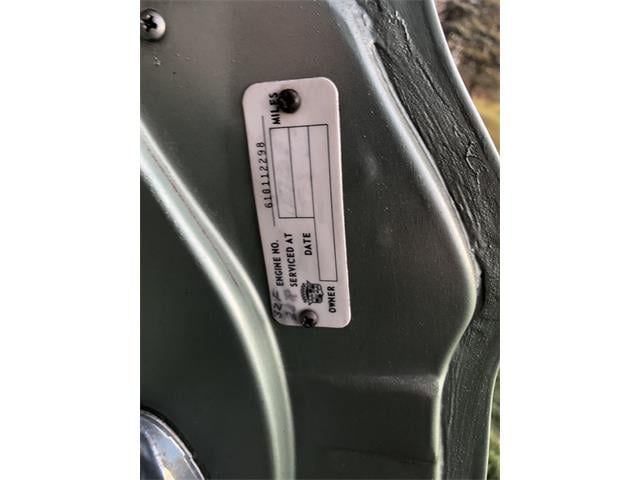 ENGINE NO. 610112298
SERVICED AT
DATE MILES
OWNER